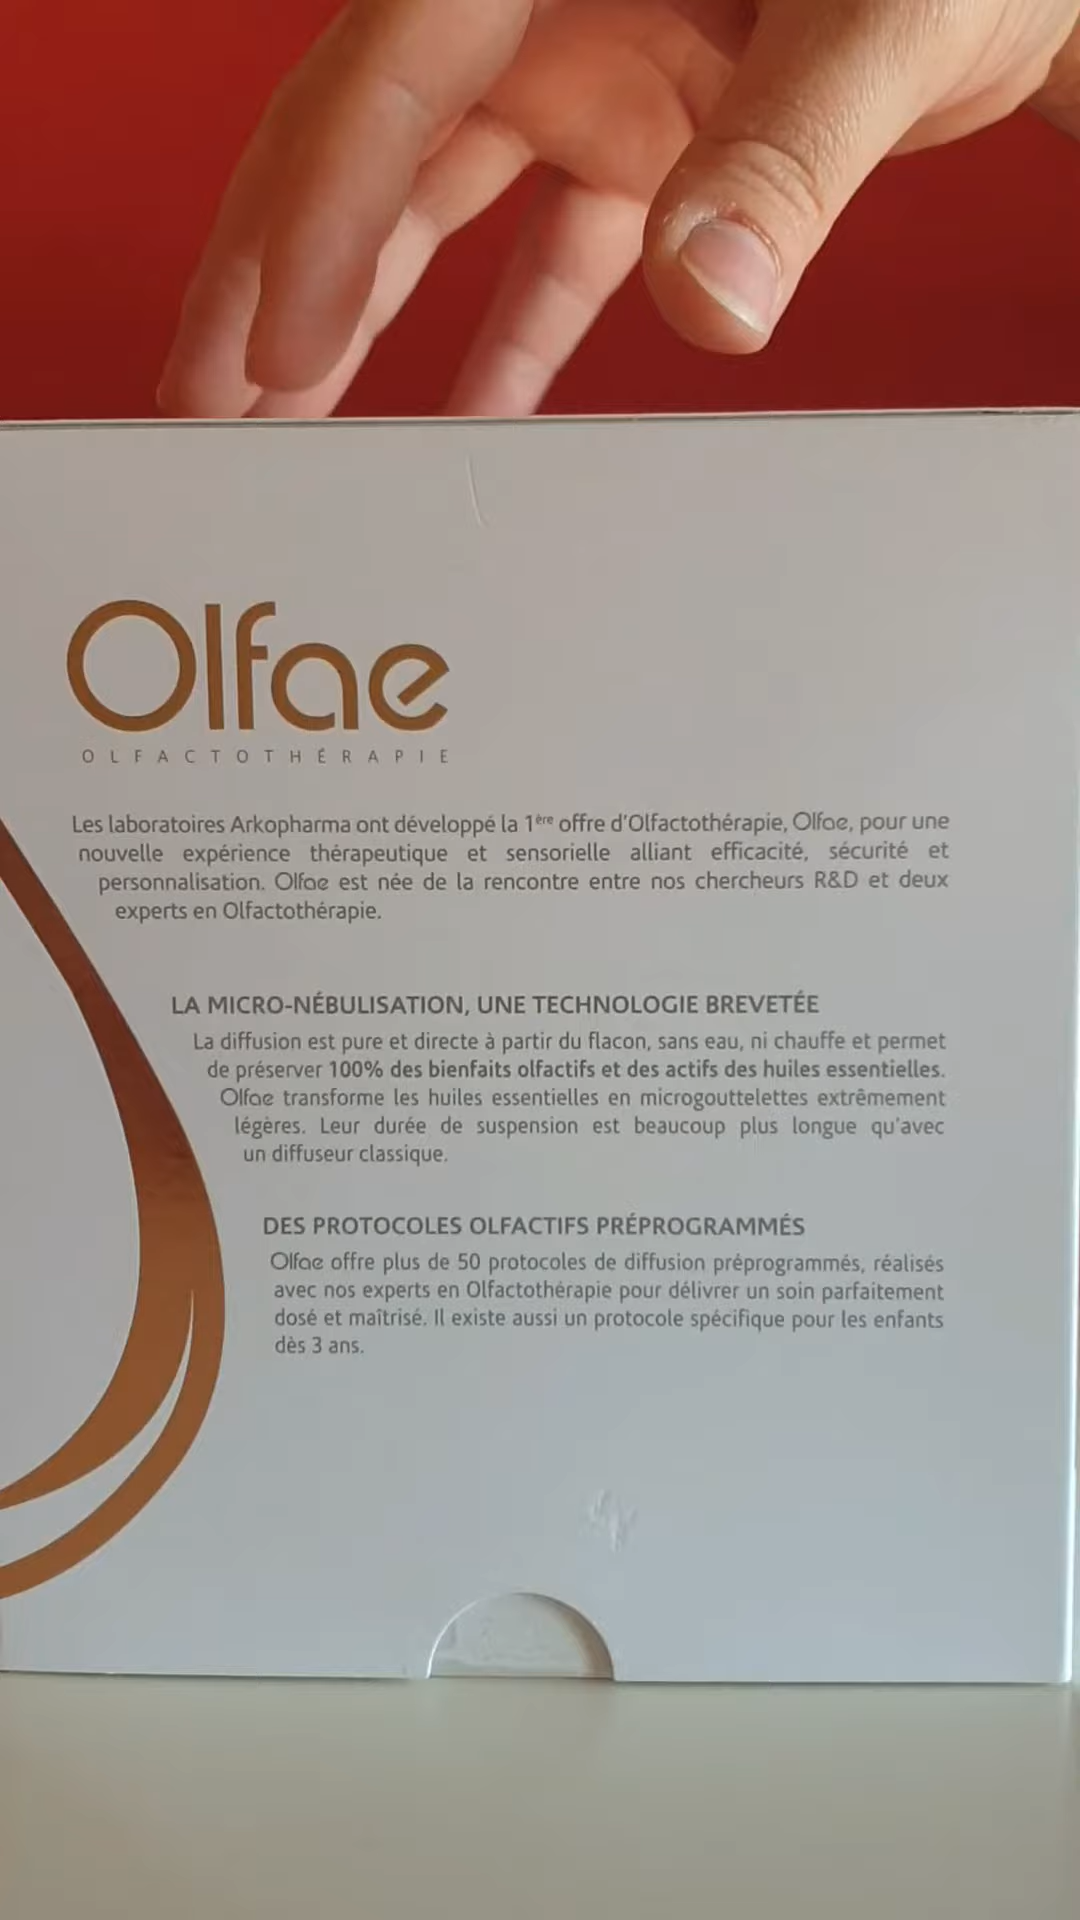 Olfae
OLFACTOTHÉRAPIE
Les laboratoires Arkopharma ont développé la 1ère offre d'Olfactothérapie, Olfae, pour une
nouvelle expérience thérapeutique et sensorielle alliant efficacité, sécurité et
personnalisation. Olfae est née de la rencontre entre nos chercheurs R&D et deux
experts en Olfactothérapie.
LA MICRO-NÉBULISATION, UNE TECHNOLOGIE BREVETÉE
La diffusion est pure et directe à partir du flacon, sans eau, ni chauffe et permet
de préserver 100% des bienfaits olfactifs et des actifs des huiles essentielles.
Olfae transforme les huiles essentielles en microgouttelettes extrêmement
légères. Leur durée de suspension est beaucoup plus longue qu'avec
un diffuseur classique.
DES PROTOCOLES OLFACTIFS PRÉPROGRAMMÉS
Olfae offre plus de 50 protocoles de diffusion préprogrammés, réalisés
avec nos experts en Olfactothérapie pour délivrer un soin parfaitement
dosé et maîtrisé. Il existe aussi un protocole spécifique pour les enfants
dès 3 ans.